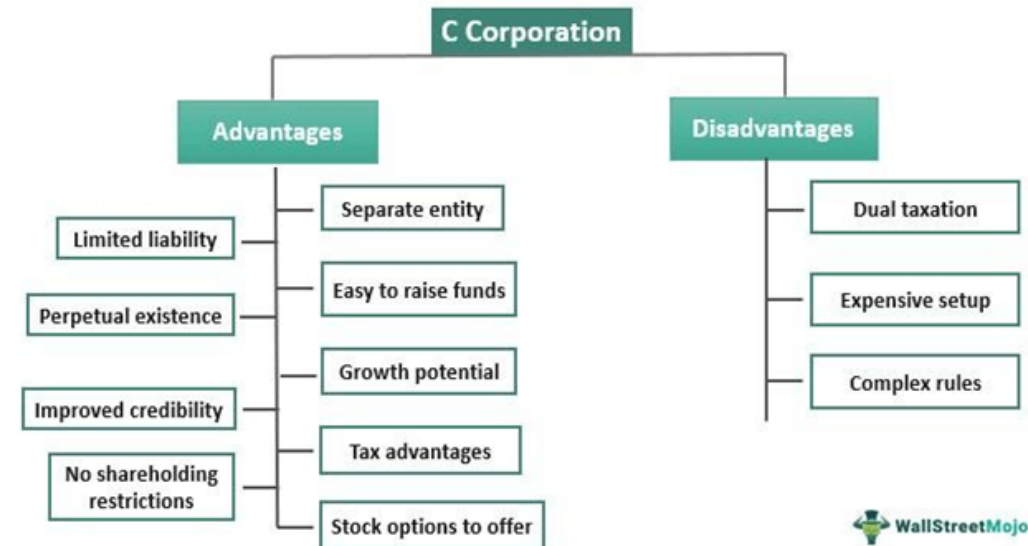 C Corporation
Advantages
Disadvantages
Separate entity
Limited liability
Easy to raise funds
Perpetual existence
Growth potential
Improved credibility
Tax advantages
No shareholding
restrictions
Stock options to offer
Dual taxation
Expensive setup
Complex rules
WallStreetMojo